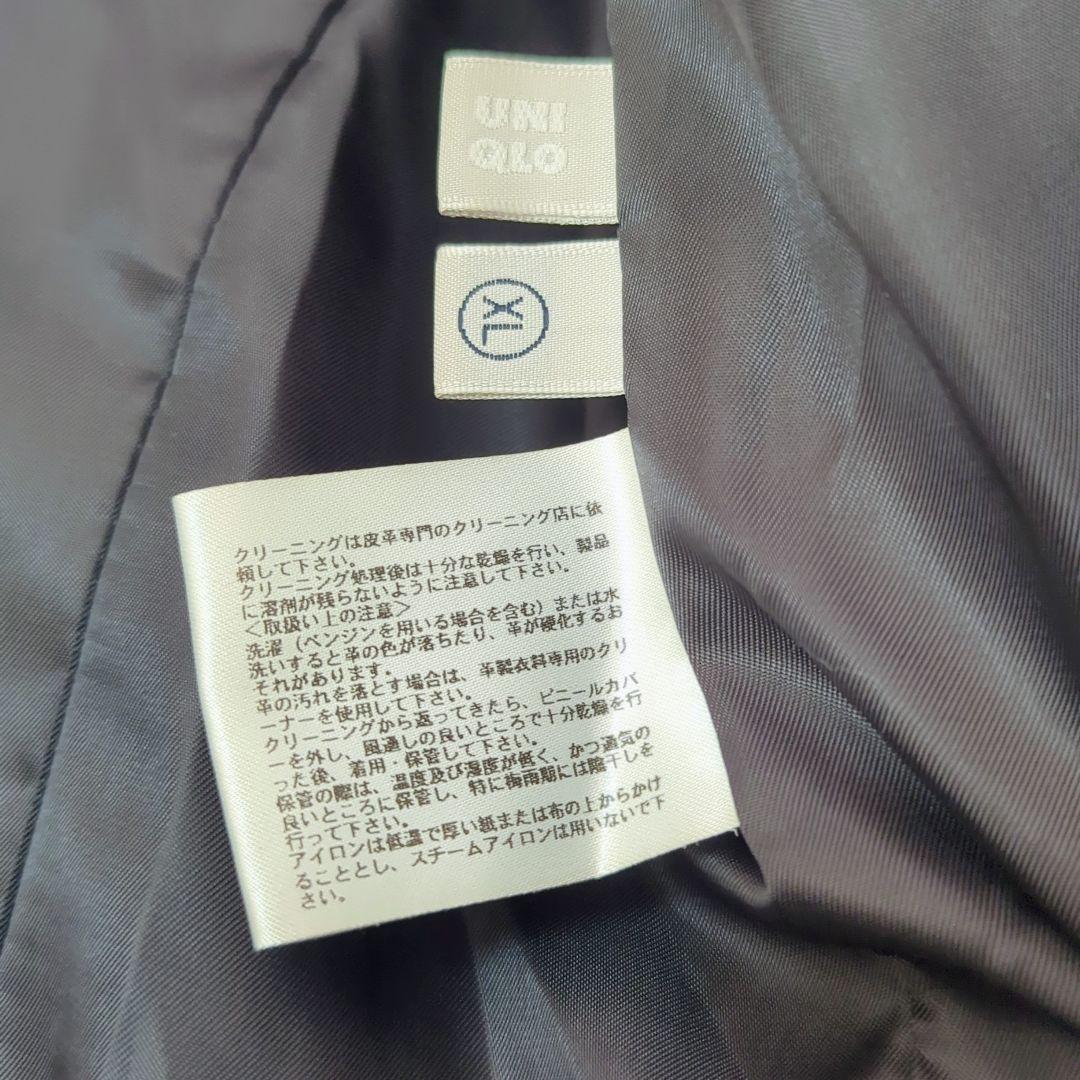 UNI
QLO
XL
クリーニングは皮革専門のクリーニング店に依
頼して下さい。
クリーニング処理後は十分な乾燥を行い、製品
に溶剤が残らないように注意して下さい。
＜取扱い上の注意＞
洗濯（ベンジンを用いる場合を含む）または水
洗いすると革の色が落ちたり、革が硬化するお
それがあります。
革の汚れを落とす場合は、革製衣料専用のクリ
ーナーを使用して下さい。
クリーニングから返ってきたら、ビニールカバ
ーを外し、風通しの良いところで十分乾燥を行
った後、着用・保管して下さい。
保管の際は、温度及び湿度が低く、かつ通気の
良いところに保管し、特に梅雨期には陰干しを
行って下さい。
アイロンは低温で厚い紙または布の上からかけ
ることとし、スチームアイロンは用いないで下
さい。